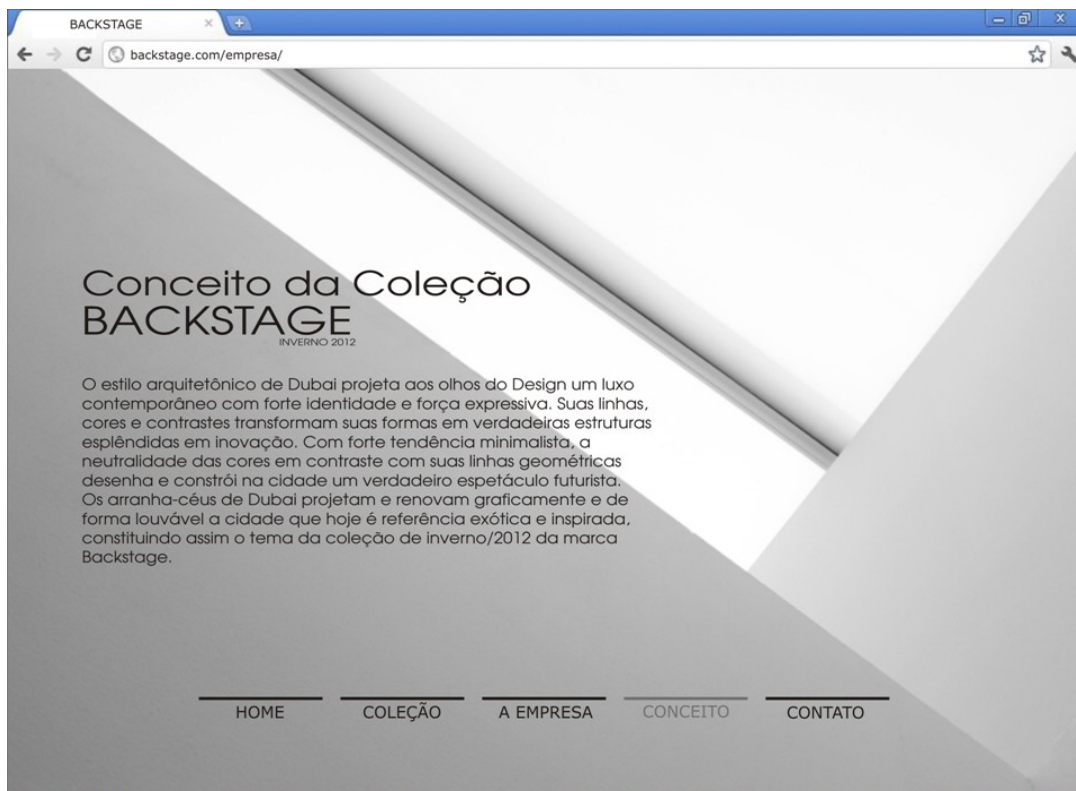 BACKSTAGE
backstage.com/empresa/
Conceito da Coleção
BACKSTAGE
INVERNO 2012
O estilo arquitetônico de Dubai projeta aos olhos do Design um luxo
contemporâneo com forte identidade e força expressiva. Suas linhas,
cores e contrastes transformam suas formas em verdadeiras estruturas
esplêndidas em inovação. Com forte tendência minimalista, a
neutralidade das cores em contraste com suas linhas geométricas
desenha e constrói na cidade um verdadeiro espetáculo futurista.
Os arranha-céus de Dubai projetam e renovam graficamente e de
forma louvável a cidade que hoje é referência exótica e inspirada,
constituindo assim o tema da coleção de inverno/2012 da marca
Backstage.
HOME COLEÇÃO A EMPRESA CONCEITO CONTATO